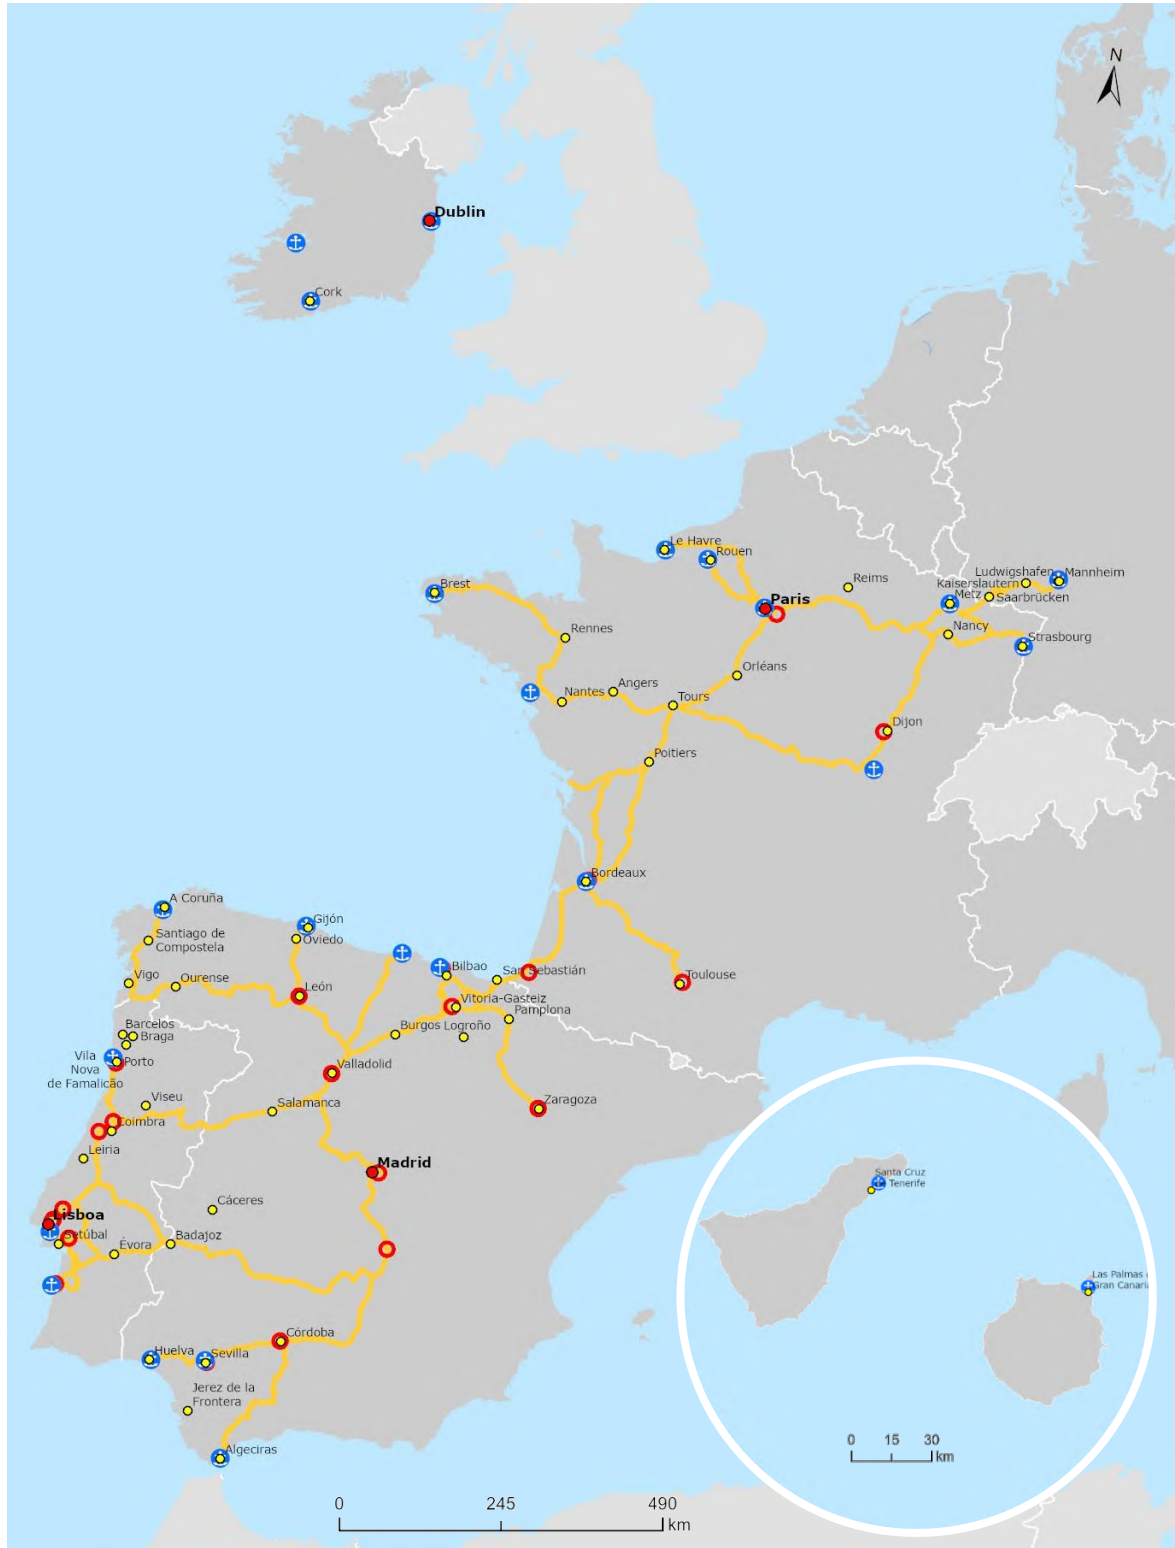 N
Dublin
Cork
Le Havre
Rouen
Brest
Paris
Reims
Ludwigshafen
Mannheim
Kaiserslautern
Metz
Saarbrücken
Nancy
Strasbourg
Rennes
Orléans
Nantes
Angers
Tours
Dijon
Poitiers
Bordeaux
Toulouse
A Coruña
Gijón
Santiago de
Compostela
Oviedo
Bilbao
San Sebastián
Vigo
Ourense
León
Vitoria-Gasteiz
Pamplona
Barcelos
Braga
Burgos
Logroño
Vila
Nova
de Famalicão
Porto
Valladolid
Viseu
Salamanca
Zaragoza
Coimbra
Leiria
Madrid
Cáceres
Lisboa
Setúbal
Évora
Badajoz
Santa Cruz
Tenerife
Las Palmas
Gran Canaria
Córdoba
Huelva
Sevilla
Jerez de la
Frontera
Algeciras
0 15 30
km
0 245 490
km